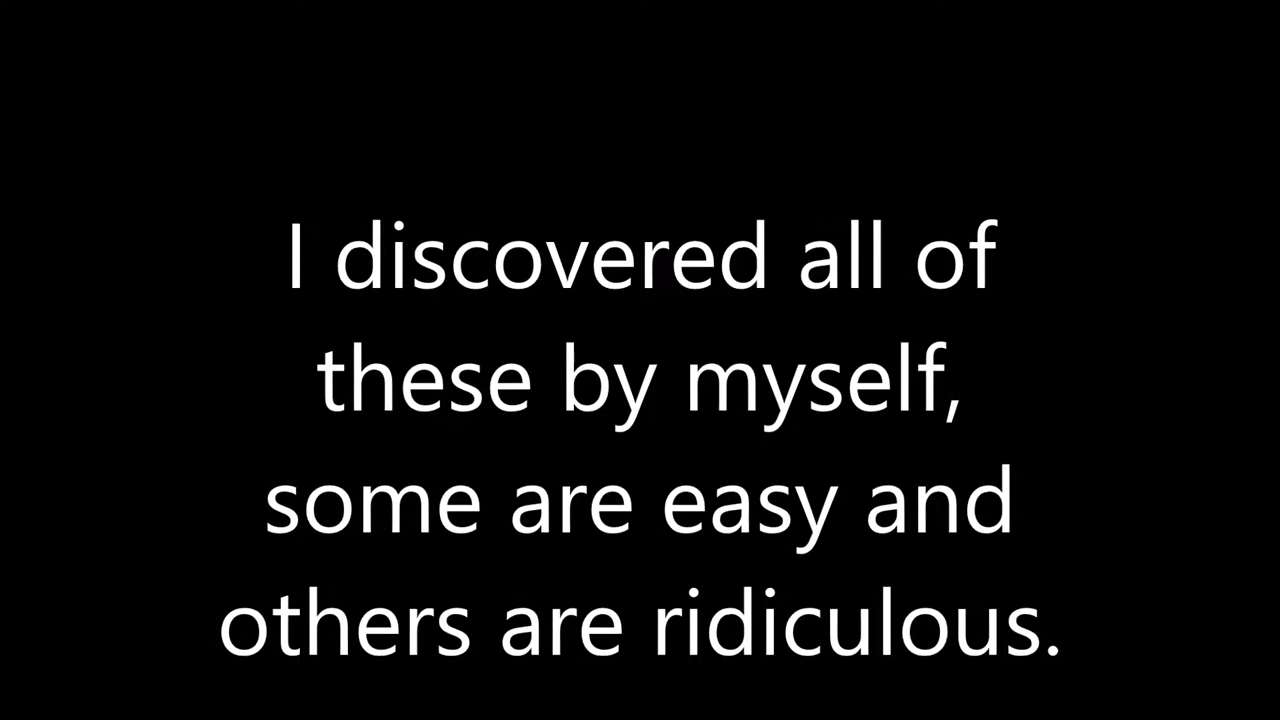 I discovered all of
these by myself,
some are easy and
others are ridiculous.